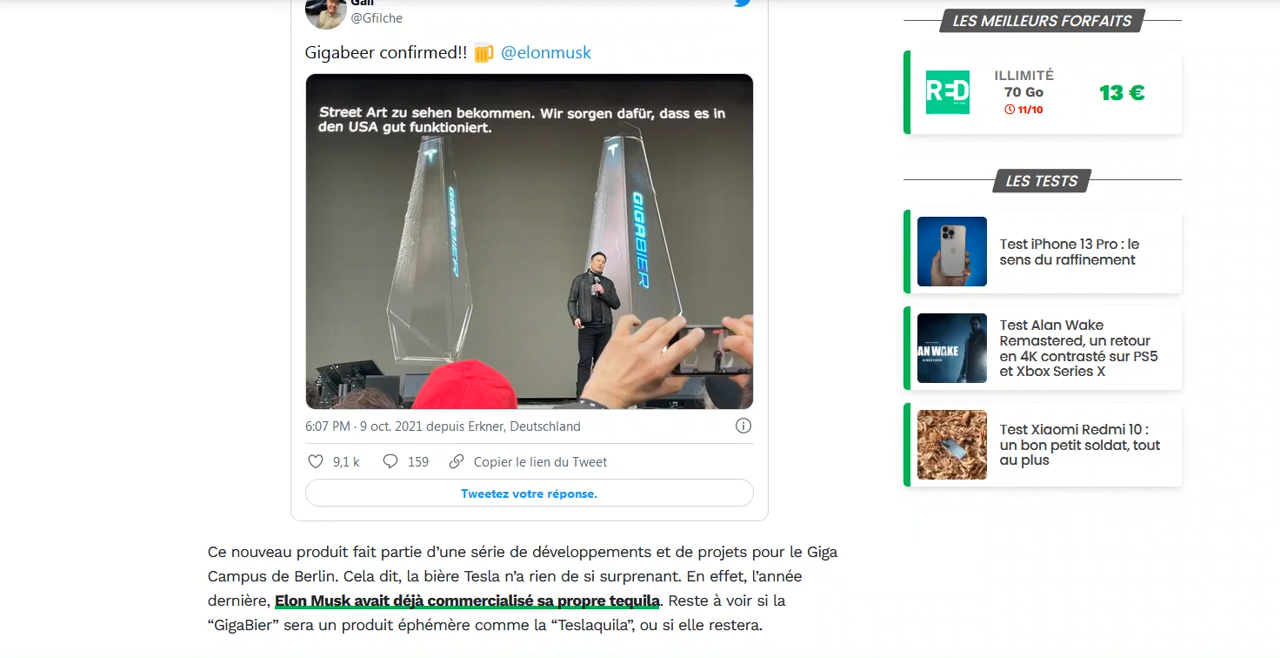 Gali
@Gfilche
Gigabeer confirmed!! 🍺 @elonmusk
Street Art zu sehen bekommen. Wir sorgen dafür, dass es in
den USA gut funktioniert.
GIGABIER
GIGABIER
6:07 PM · 9 oct. 2021 depuis Erkner, Deutschland
9,1 k
159
Copier le lien du Tweet
Tweetez votre réponse.
Ce nouveau produit fait partie d’une série de développements et de projets pour le Giga
Campus de Berlin. Cela dit, la bière Tesla n’a rien de si surprenant. En effet, l’année
dernière, Elon Musk avait déjà commercialisé sa propre tequila. Reste à voir si la
“GigaBier” sera un produit éphémère comme la “Teslaquila”, ou si elle restera.
LES MEILLEURS FORFAITS
RED
ILLIMITÉ
70 Go
11/10
13 €
LES TESTS
Test iPhone 13 Pro : le
sens du raffinement
AN WAKE
Test Alan Wake
Remastered, un retour
en 4K contrasté sur PS5
et Xbox Series X
Test Xiaomi Redmi 10 :
un bon petit soldat, tout
au plus